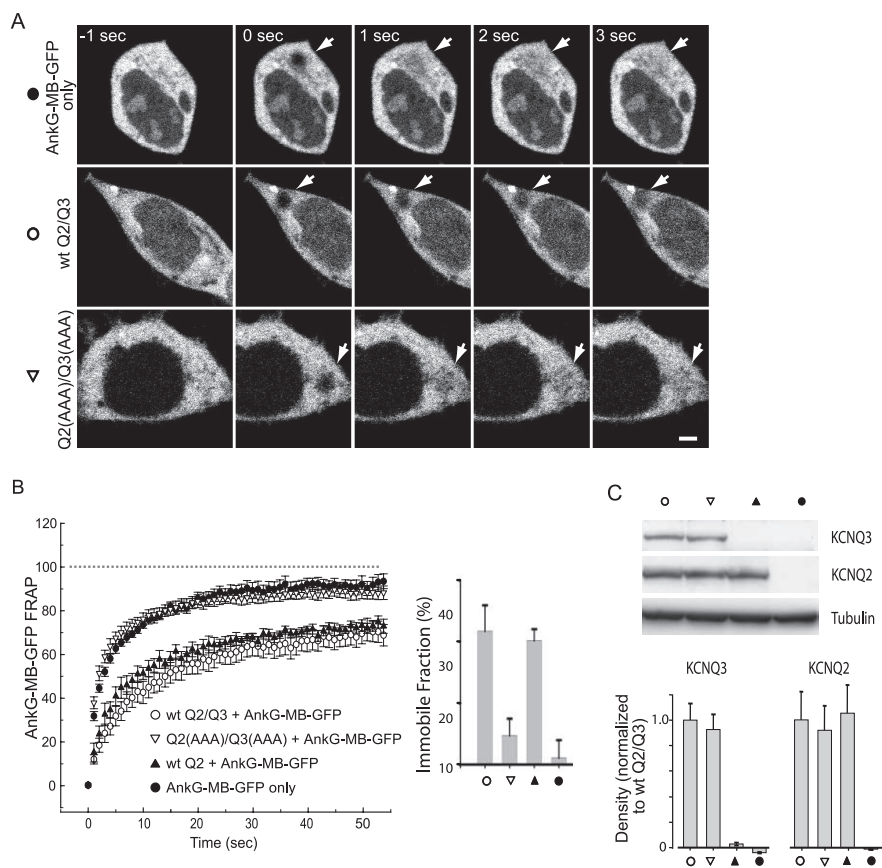 A
-1 sec
0 sec
1 sec
2 sec
3 sec
AnkG-MB-GFP
only
wt Q2/Q3
Q2(AAA)/Q3(AAA)
B
120
100
80
60
40
20
0
AnkG-MB-GFP FRAP
0
10
20
30
40
50
Time (sec)
wt Q2/Q3 + AnkG-MB-GFP
Q2(AAA)/Q3(AAA) + AnkG-MB-GFP
wt Q2 + AnkG-MB-GFP
AnkG-MB-GFP only
Immobile Fraction (%)
40
30
20
10
C
KCNQ3
KCNQ2
Tubulin
KCNQ3
KCNQ2
Density (normalized
to wt Q2/Q3)
1.0
0